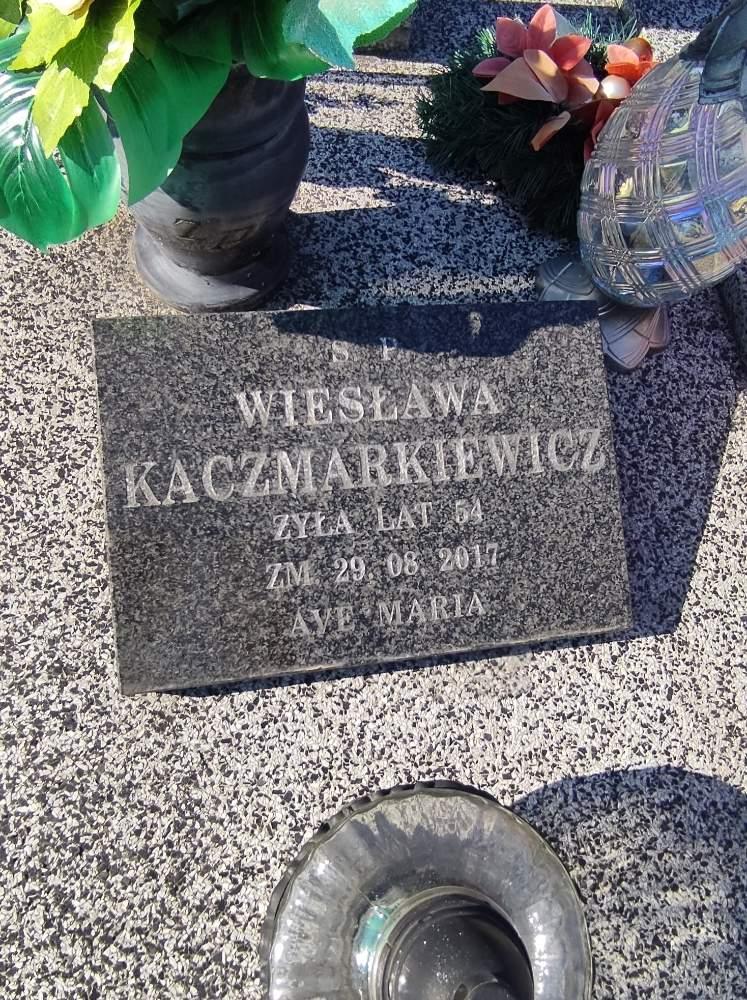 S P
WIESŁAWA
KACZMARKIEWICZ
ŻYŁA LAT 54
ZM 29.08 2017
AVE MARIA